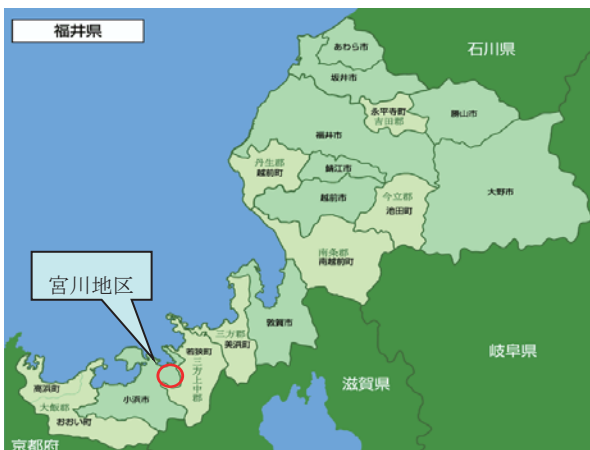 福井県
石川県
あわら市
坂井市
永平寺町
吉田郡
勝山市
福井市
丹生郡
越前町
鯖江市
大野市
越前市
今立郡
池田町
南条郡
南越前町
宮川地区
敦賀市
三方郡
美浜町
若狭町
三方上中郡
岐阜県
滋賀県
高浜町
大飯郡
小浜市
おおい町
京都府